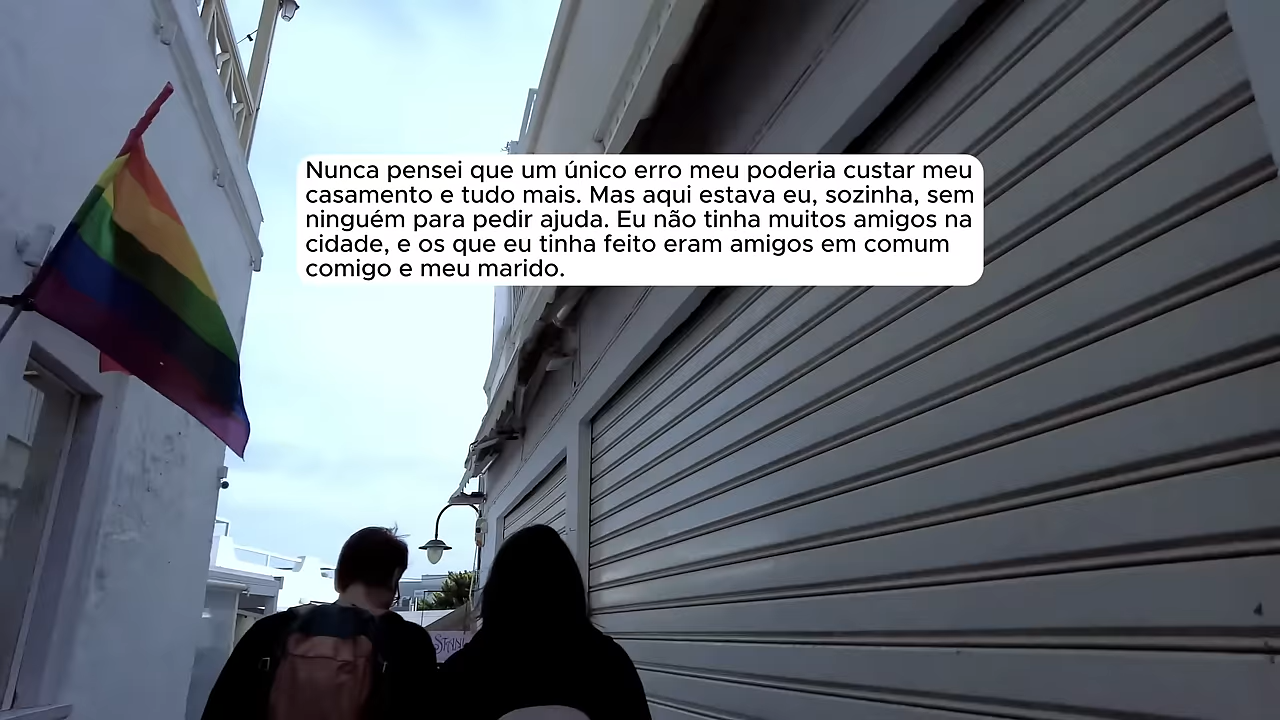 Nunca pensei que um único erro meu poderia custar meu
casamento e tudo mais. Mas aqui estava eu, sozinha, sem
ninguém para pedir ajuda. Eu não tinha muitos amigos na
cidade, e os que eu tinha feito eram amigos em comum
comigo e meu marido.